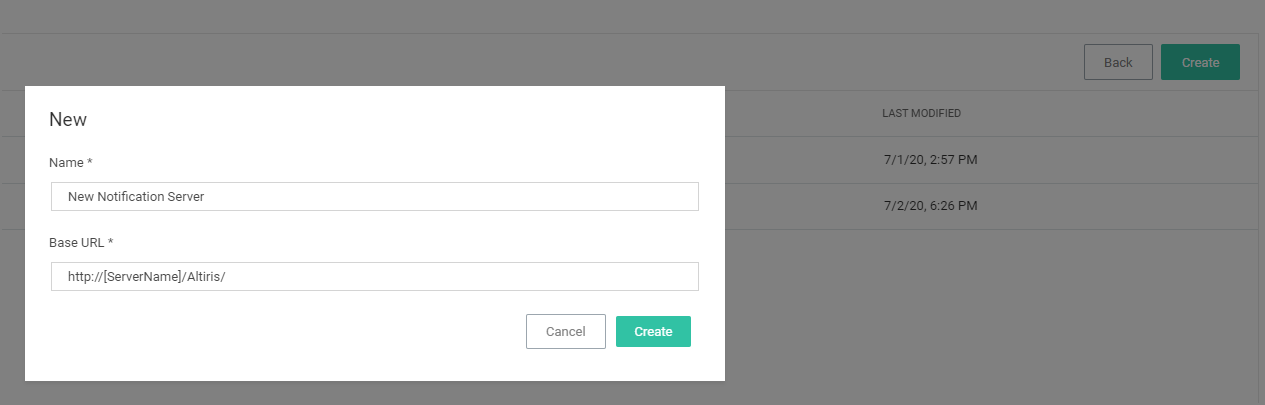 Back
Create
New
LAST MODIFIED
Name *
7/1/20, 2:57 PM
New Notification Server
7/2/20, 6:26 PM
Base URL *
http://[ServerName]/Altiris/
Cancel
Create